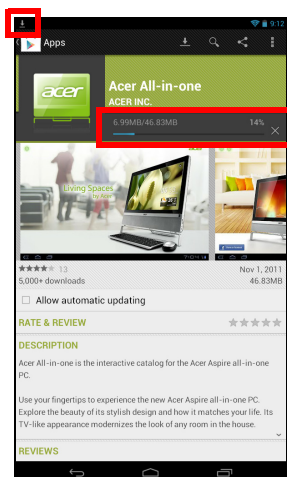 9:12
Apps
acer
Acer All-in-one
ACER INC.
6.99MB/46.83MB 14%
Living Spaces
by Acer
13 Nov 1, 2011
5,000+ downloads 46.83MB
Allow automatic updating
RATE & REVIEW
DESCRIPTION
Acer All-in-one is the interactive catalog for the Acer Aspire all-in-one
PC.
Use your fingertips to experience the new Acer Aspire all-in-one PC.
Explore the beauty of its stylish design and how it matches your life. Its
TV-like appearance modernizes the look of any room in the house.
REVIEWS